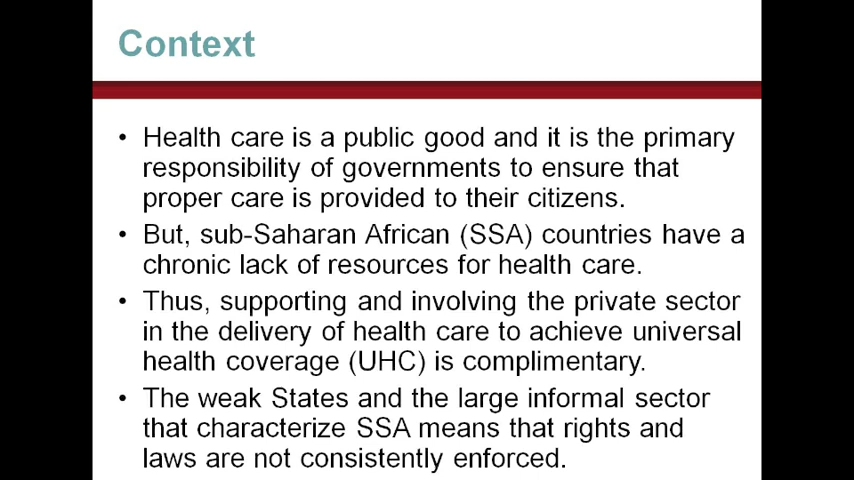 Context
• Health care is a public good and it is the primary
responsibility of governments to ensure that
proper care is provided to their citizens.
• But, sub-Saharan African (SSA) countries have a
chronic lack of resources for health care.
• Thus, supporting and involving the private sector
in the delivery of health care to achieve universal
health coverage (UHC) is complimentary.
• The weak States and the large informal sector
that characterize SSA means that rights and
laws are not consistently enforced.